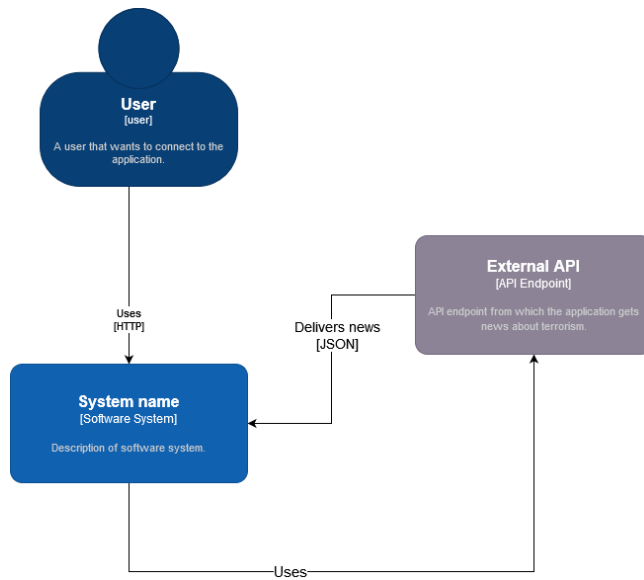 User
[user]
A user that wants to connect to the
application.
Uses
[HTTP]
External API
[API Endpoint]
API endpoint from which the application gets
news about terrorism.
Delivers news
[JSON]
System name
[Software System]
Description of software system.
Uses